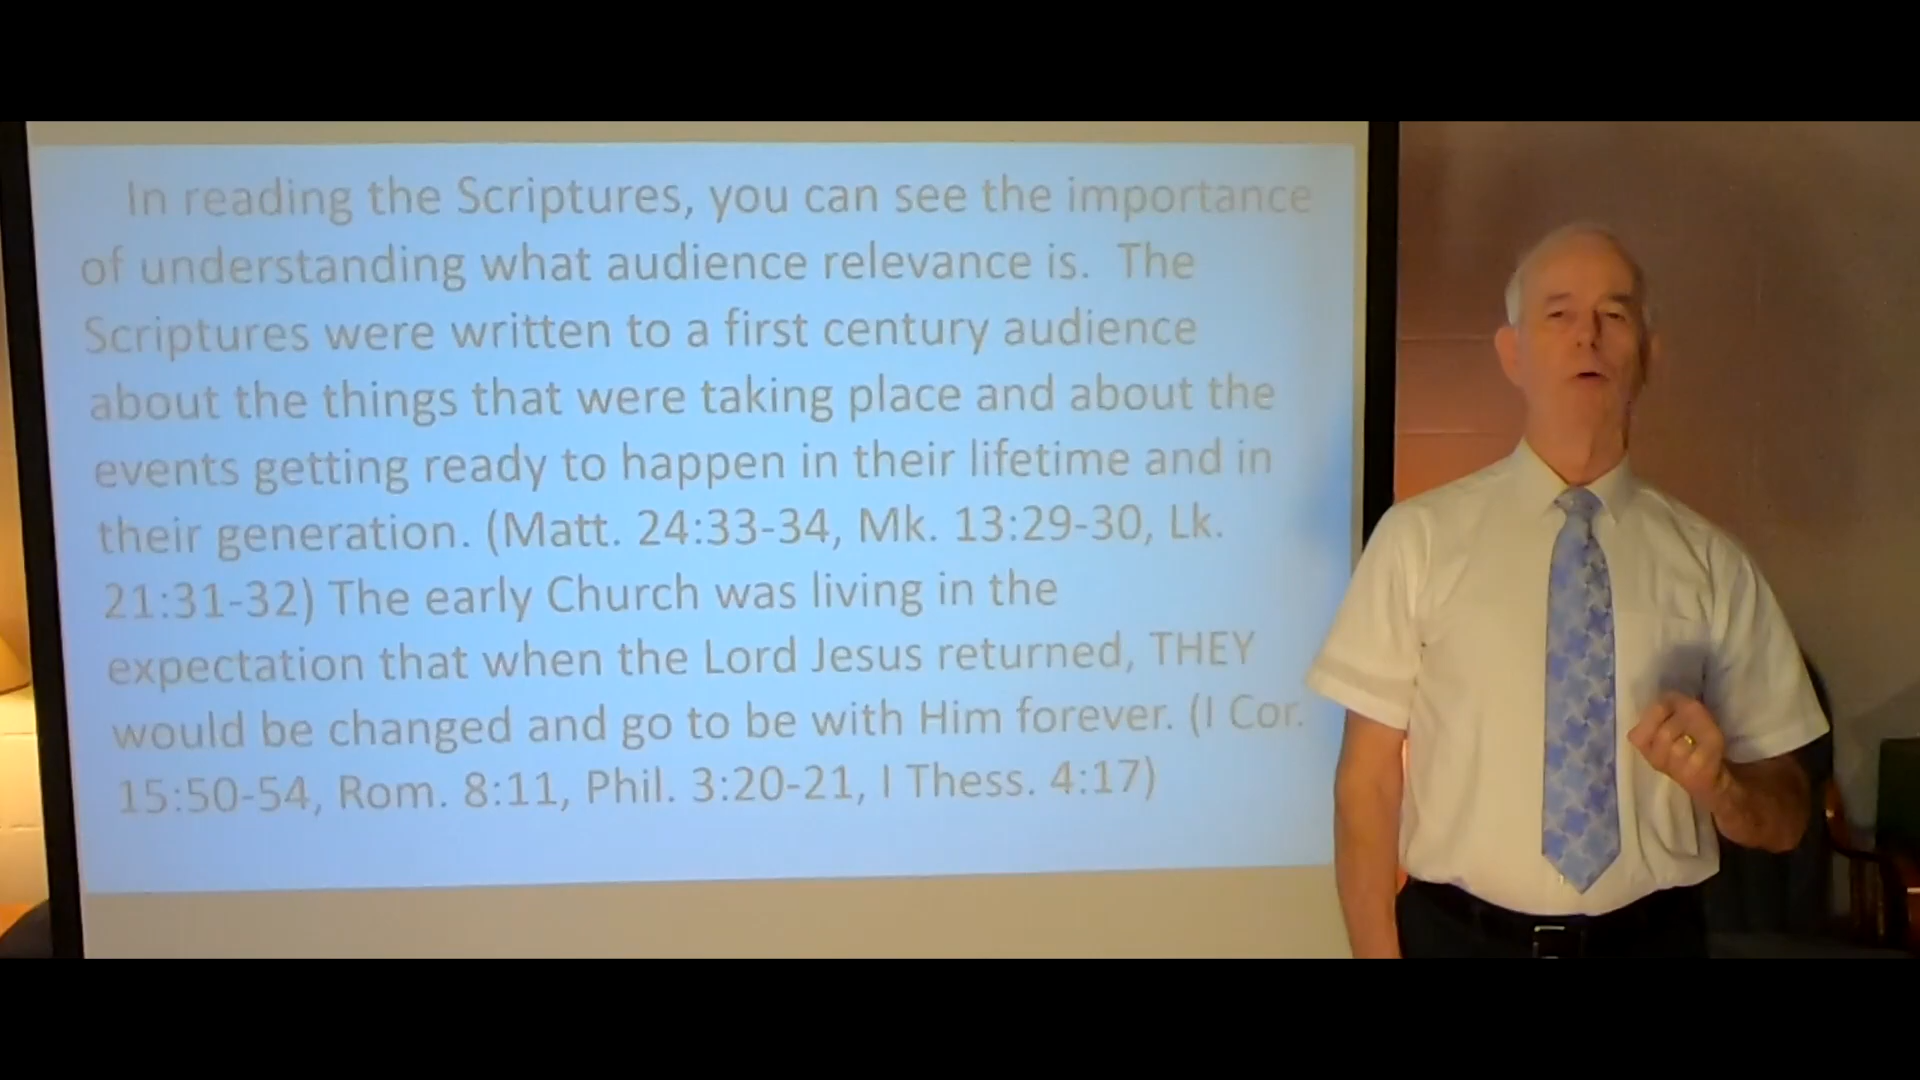 In reading the Scriptures, you can see the importance
of understanding what audience relevance is. The
Scriptures were written to a first century audience
about the things that were taking place and about the
events getting ready to happen in their lifetime and in
their generation. (Matt. 24:33-34, Mk. 13:29-30, Lk.
21:31-32) The early Church was living in the
expectation that when the Lord Jesus returned, THEY
would be changed and go to be with Him forever. (I Cor.
15:50-54, Rom. 8:11, Phil. 3:20-21, I Thess. 4:17)